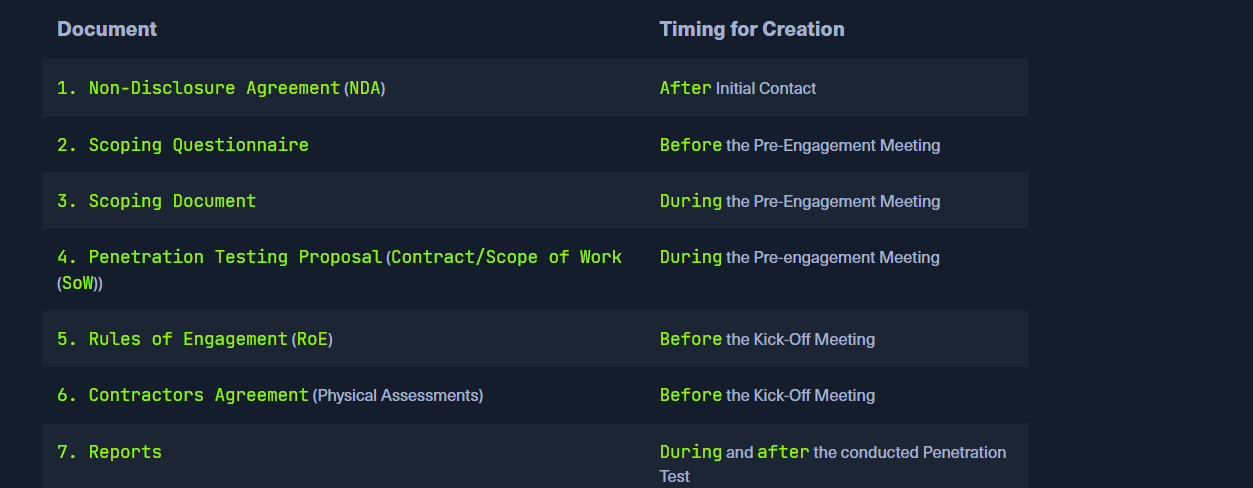 Document Timing for Creation
1. Non-Disclosure Agreement (NDA) After Initial Contact
2. Scoping Questionnaire Before the Pre-Engagement Meeting
3. Scoping Document During the Pre-Engagement Meeting
4. Penetration Testing Proposal (Contract/Scope of Work During the Pre-engagement Meeting
(SoW))
5. Rules of Engagement (RoE) Before the Kick-Off Meeting
6. Contractors Agreement (Physical Assessments) Before the Kick-Off Meeting
7. Reports During and after the conducted Penetration
Test